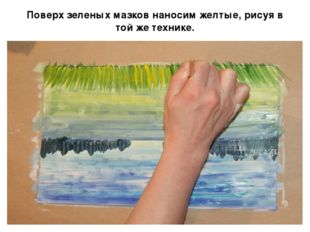 Поверх зеленых мазков наносим желтые, рисуя в
той же технике.